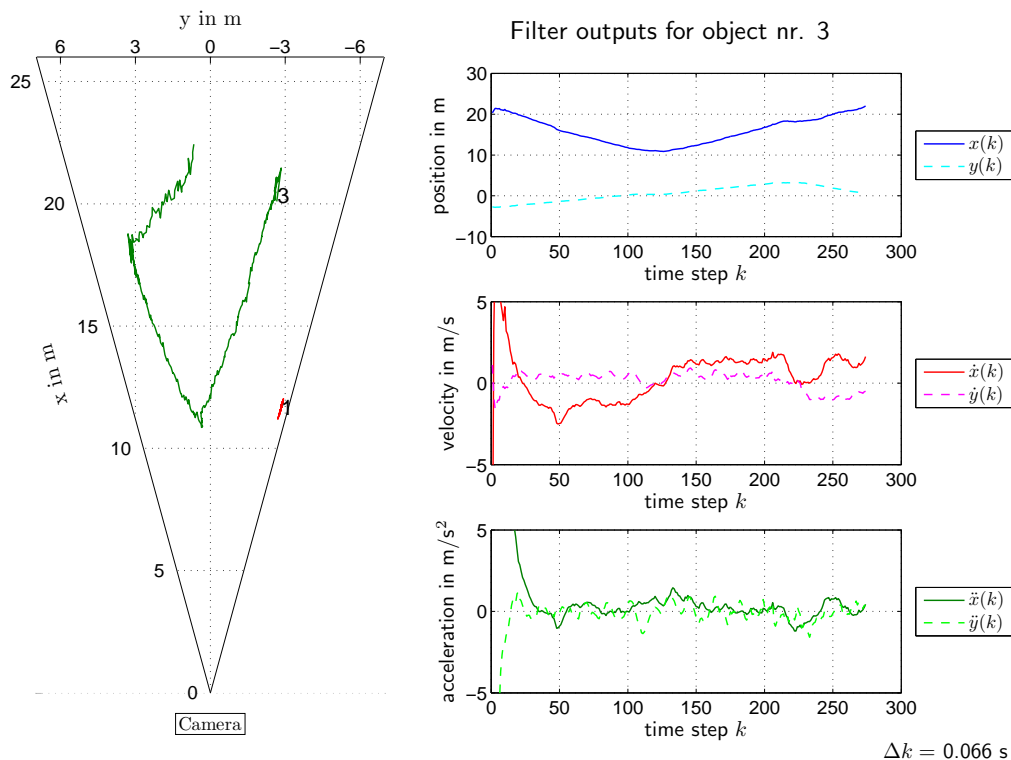 y in m
6 3 0 −3 −6
25
20
15
10
5
0
x in m
3
1
Camera
Filter outputs for object nr. 3
30
20
10
0
−10
0 50 100 150 200 250 300
position in m
time step k
x(k)
y(k)
5
0
−5
0 50 100 150 200 250 300
velocity in m/s
time step k
ẋ(k)
ẏ(k)
5
0
−5
0 50 100 150 200 250 300
acceleration in m/s²
time step k
ẍ(k)
ÿ(k)
Δk = 0.066 s